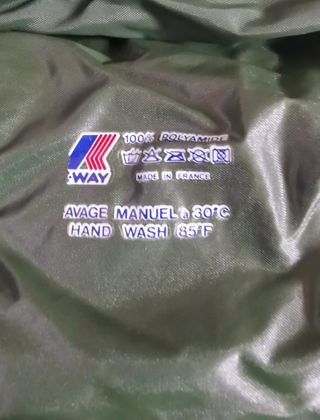 100% POLYAMIDE
:WAY
MADE IN FRANCE
AVAGE MANUEL à 30°C
HAND WASH 85°F